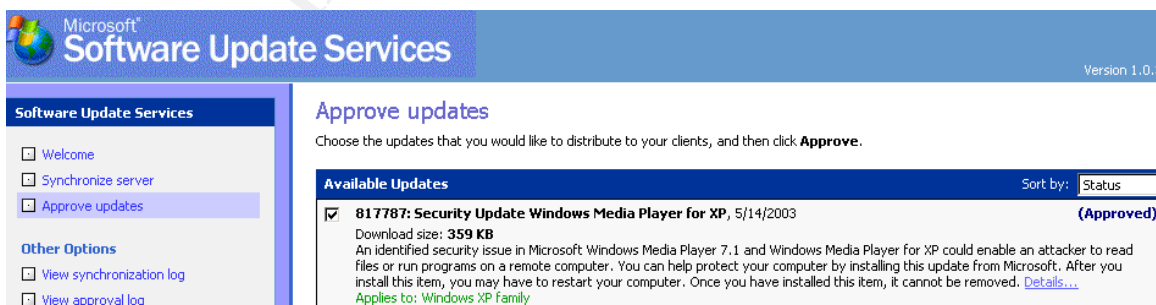 Microsoft®
Software Update Services
Version 1.0.
Software Update Services
Welcome
Synchronize server
Approve updates
Other Options
View synchronization log
View approval log
Approve updates
Choose the updates that you would like to distribute to your clients, and then click Approve.
Available Updates
Sort by: Status
817787: Security Update Windows Media Player for XP, 5/14/2003 (Approved)
Download size: 359 KB
An identified security issue in Microsoft Windows Media Player 7.1 and Windows Media Player for XP could enable an attacker to read
files or run programs on a remote computer. You can help protect your computer by installing this update from Microsoft. After you
install this item, you may have to restart your computer. Once you have installed this item, it cannot be removed. Details...
Applies to: Windows XP family